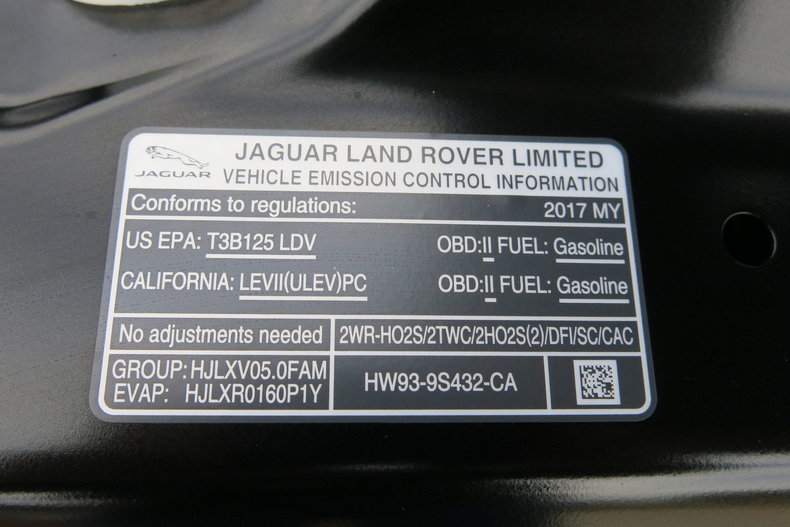 JAGUAR
JAGUAR LAND ROVER LIMITED
VEHICLE EMISSION CONTROL INFORMATION
Conforms to regulations: 2017 MY
US EPA: T3B125 LDV OBD:II FUEL: Gasoline
CALIFORNIA: LEVII(ULEV)PC OBD:II FUEL: Gasoline
No adjustments needed 2WR-HO2S/2TWC/2HO2S(2)/DFI/SC/CAC
GROUP: HJLXV05.0FAM
EVAP: HJLXR0160P1Y
HW93-9S432-CA